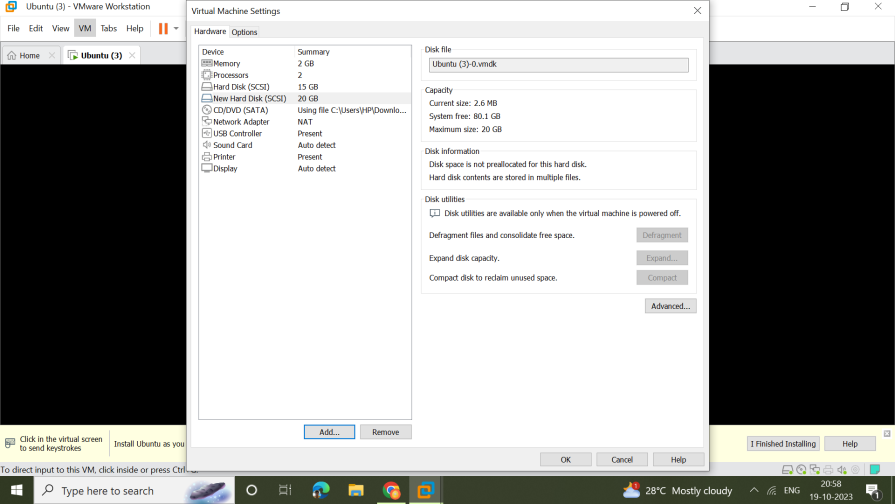 Ubuntu (3) - VMware Workstation
File Edit View VM Tabs Help
Home
Ubuntu (3)
Virtual Machine Settings
Hardware Options
Device Summary
Memory 2 GB
Processors 2
Hard Disk (SCSI) 15 GB
New Hard Disk (SCSI) 20 GB
CD/DVD (SATA) Using file C:\Users\HP\Downlo...
Network Adapter NAT
USB Controller Present
Sound Card Auto detect
Printer Present
Display Auto detect
Add... Remove
Disk file
Ubuntu (3)-0.vmdk
Capacity
Current size: 2.6 MB
System free: 80.1 GB
Maximum size: 20 GB
Disk information
Disk space is not preallocated for this hard disk.
Hard disk contents are stored in multiple files.
Disk utilities
Disk utilities are available only when the virtual machine is powered off.
Defragment files and consolidate free space. Defragment
Expand disk capacity. Expand...
Compact disk to reclaim unused space. Compact
Advanced...
OK Cancel Help
Click in the virtual screen
to send keystrokes
Install Ubuntu as you
I Finished Installing Help
To direct input to this VM, click inside or press Ctrl+G.
Type here to search
28°C Mostly cloudy
ENG
20:58
19-10-2023
1